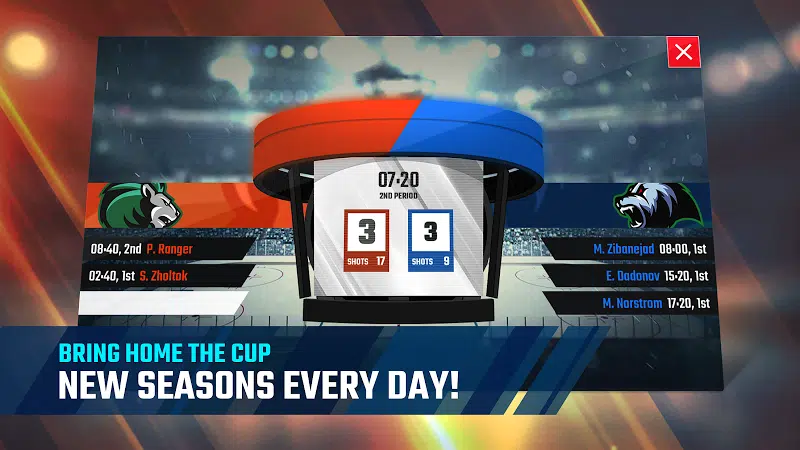 07:20
2ND PERIOD
3 3
SHOTS 17 SHOTS 9
08:40, 2nd P. Ranger
02:40, 1st S. Zholtok
M. Zibanejad 08:00, 1st
E. Dadonov 15:20, 1st
M. Norstrom 17:20, 1st
BRING HOME THE CUP
NEW SEASONS EVERY DAY!